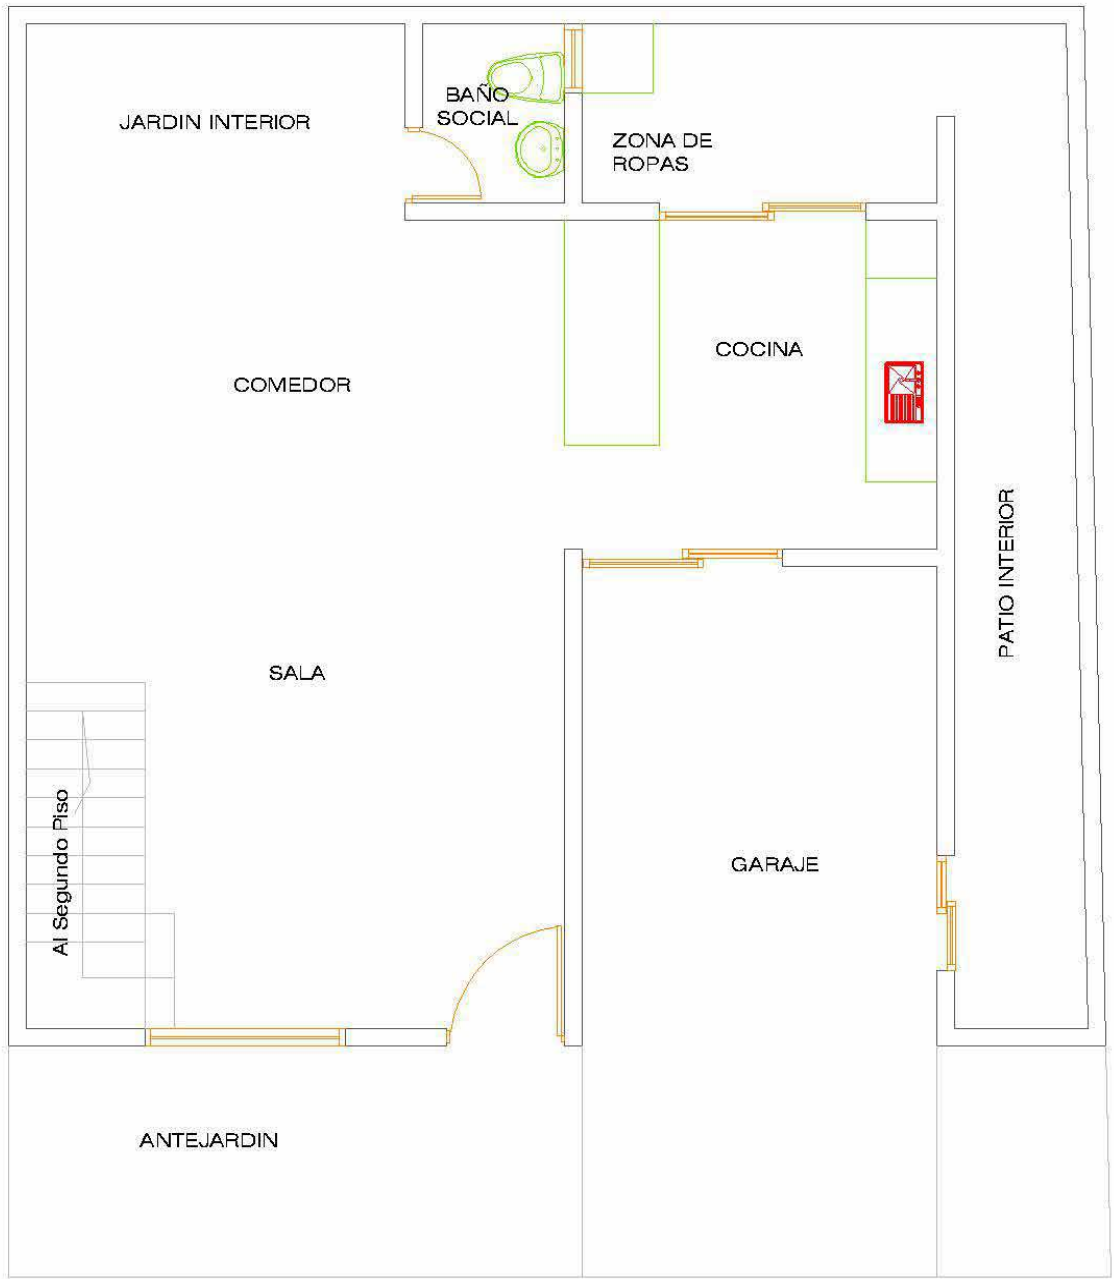 JARDIN INTERIOR
BAÑO
SOCIAL
ZONA DE
ROPAS
COCINA
COMEDOR
PATIO INTERIOR
SALA
Al Segundo Piso
GARAJE
ANTEJARDIN